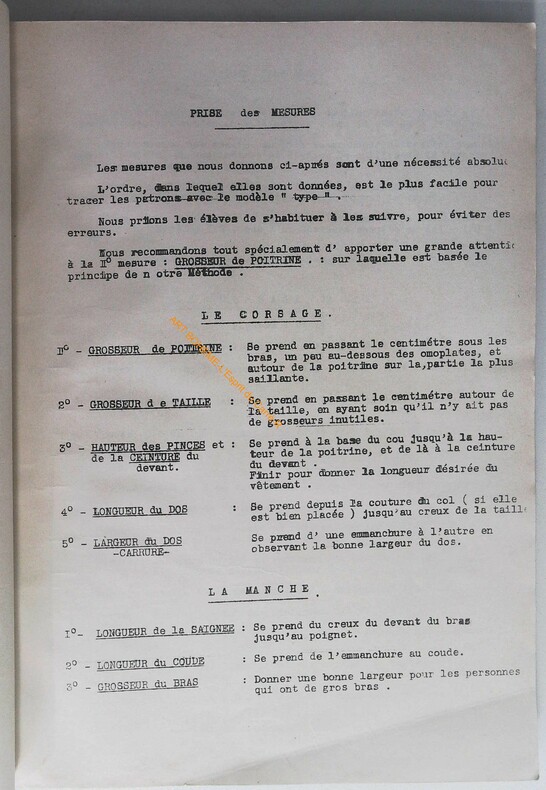 PRISE des MESURES
Les mesures que nous donnons ci-aprés sont d'une nécessité absolue
L'ordre, dans lequel elles sont données, est le plus facile pour
tracer les patrons avec le modèle " type " .
Nous prions les élèves de s'habituer à les suivre, pour éviter des
erreurs.
Nous recommandons tout spécialement d' apporter une grande attentic
à la I° mesure : GROSSEUR de POITRINE . : sur laquelle est basée le
principe de n otre Méthode .
LE CORSAGE.
I° - GROSSEUR de POITRINE : Se prend en passant le centimétre sous les
bras, un peu au-dessous des omoplates, et
autour de la poitrine sur la,partie la plus
saillante.
2° - GROSSEUR d e TAILLE : Se prend en passant le centimétre autour de
la taille, en ayant soin qu'il n'y ait pas
de grosseurs inutiles.
3° - HAUTEUR des PINCES et : Se prend à la base du cou jusqu'à la hau-
de la CEINTURE du teur de la poitrine, et de là à la ceinture
devant. du devant .
Finir pour donner la longueur désirée du
vêtement .
4° - LONGUEUR du DOS : Se prend depuis la couture du col ( si elle
est bien placée ) jusqu'au creux de la taille
5° - LARGEUR du DOS Se prend d' une emmanchure à l'autre en
-CARRURE- observant la bonne largeur du dos.
LA MANCHE.
I°- LONGUEUR de la SAIGNEE : Se prend du creux du devant du bras
jusqu'au poignet.
2° - LONGUEUR du COUDE : Se prend de l'emmanchure au coude.
3° - GROSSEUR du BRAS : Donner une bonne largeur pour les personnes
qui ont de gros bras .